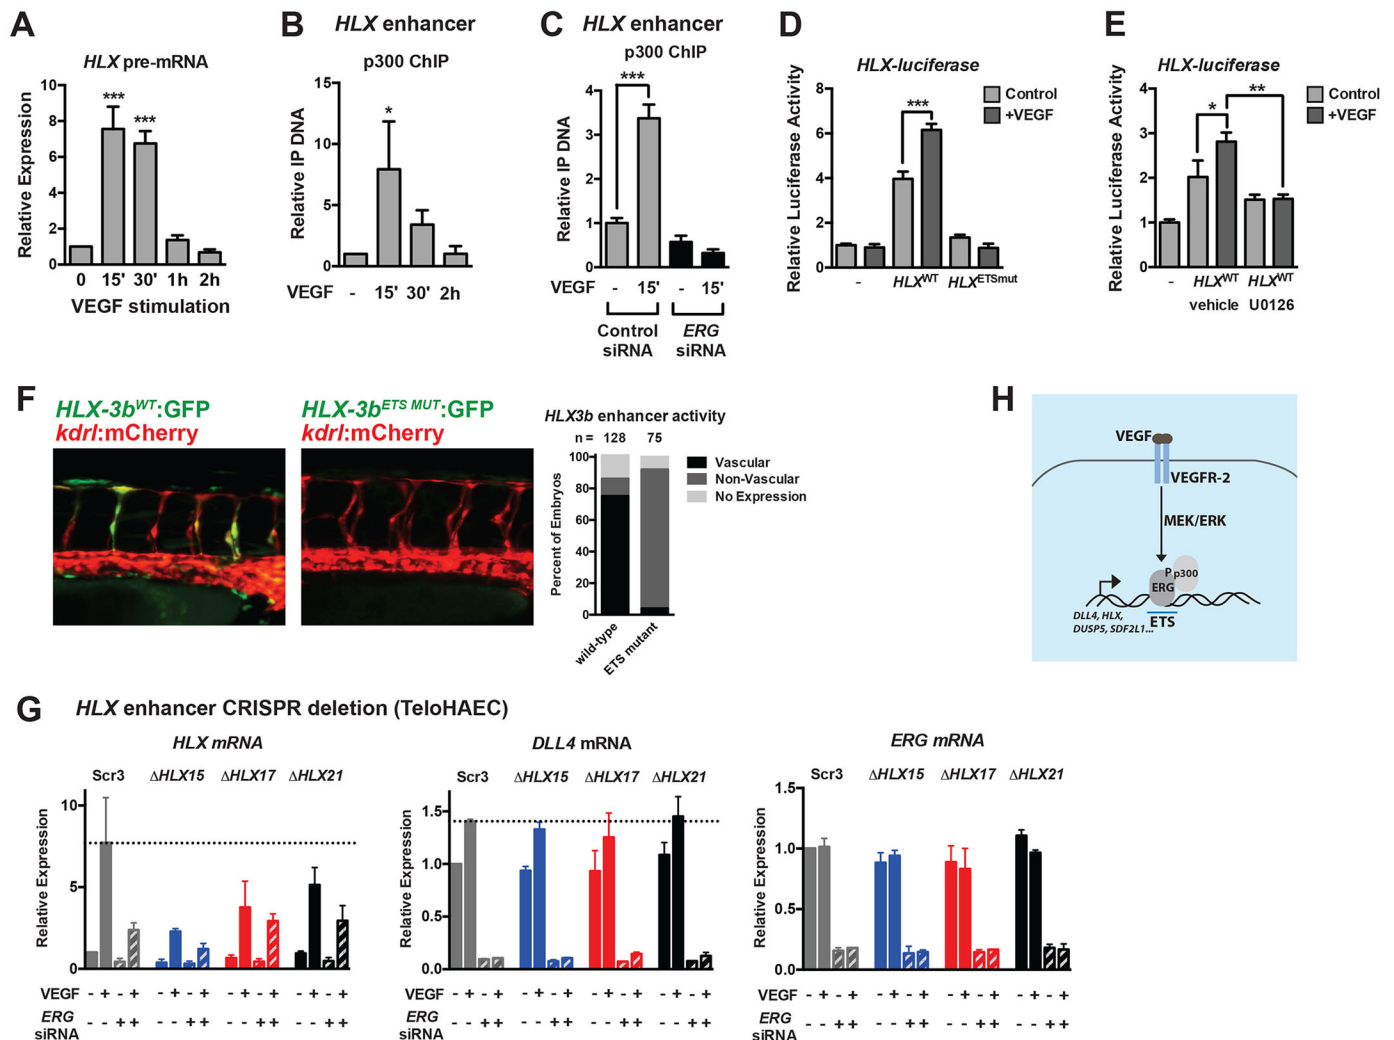 A
HLX pre-mRNA
***
***
10
8
6
4
2
0
Relative Expression
0 15' 30' 1h 2h
VEGF stimulation
B
HLX enhancer
p300 ChIP
*
15
10
5
0
Relative IP DNA
VEGF - 15' 30' 2h
C
HLX enhancer
p300 ChIP
***
4
3
2
1
0
Relative IP DNA
VEGF - 15' - 15'
Control siRNA
ERG siRNA
D
HLX-luciferase
Control
+VEGF
***
8
6
4
2
0
Relative Luciferase Activity
- HLXWT HLXETSmut
E
HLX-luciferase
Control
+VEGF
* **
5
4
3
2
1
0
Relative Luciferase Activity
- HLXWT HLXWT
vehicle U0126
F
HLX-3bWT:GFP
kdrl:mCherry
HLX-3bETS MUT:GFP
kdrl:mCherry
HLX3b enhancer activity
n = 128 75
100
80
60
40
20
0
Percent of Embryos
wild-type
ETS mutant
Vascular
Non-Vascular
No Expression
H
VEGF
VEGFR-2
MEK/ERK
P p300
ERG
ETS
DLL4, HLX,
DUSP5, SDF2L1...
G
HLX enhancer CRISPR deletion (TeloHAEC)
HLX mRNA
Scr3 ΔHLX15 ΔHLX17 ΔHLX21
10
5
0
Relative Expression
VEGF - + - + - + - + - + - + - + - +
ERG siRNA - - + + - - + + - - + + - - + +
DLL4 mRNA
Scr3 ΔHLX15 ΔHLX17 ΔHLX21
1.5
1.0
0.5
0.0
Relative Expression
VEGF - + - + - + - + - + - + - + - +
ERG siRNA - - + + - - + + - - + + - - + +
ERG mRNA
Scr3 ΔHLX15 ΔHLX17 ΔHLX21
1.5
1.0
0.5
0.0
Relative Expression
VEGF - + - + - + - + - + - + - + - +
ERG siRNA - - + + - - + + - - + + - - + +